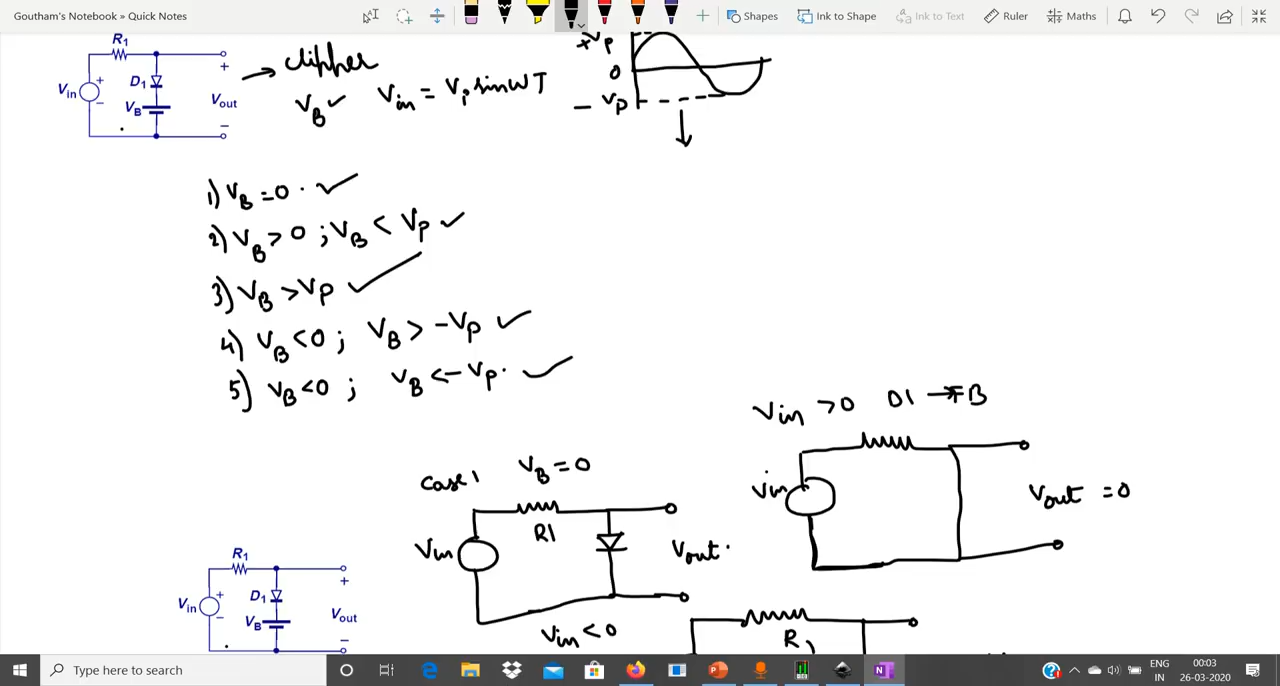 Goutham's Notebook » Quick Notes
Shapes
Ink to Shape
Ink to Text
Ruler
Maths
R1
Vin
+
−
D1
VB
+
Vout
−
→ clipper
VB ✓ Vin = Vp sinωT
+Vp
0
− Vp
1) VB = 0 . ✓
2) VB > 0 ; VB < Vp ✓
3) VB > Vp ✓
4) VB < 0 ; VB > −Vp ✓
5) VB < 0 ; VB < − Vp . ✓
Vin > 0 D1 → FB
Vin
Vout = 0
Case 1 VB = 0
R1
Vin
Vout .
Vin < 0
R1
R1
Vin
+
−
D1
VB
+
Vout
−
Type here to search
ENG
IN
00:03
26-03-2020